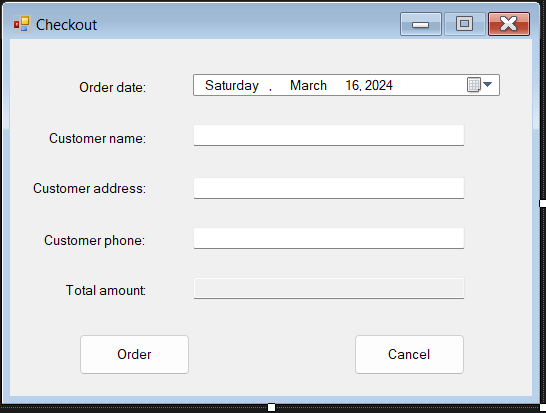 Checkout
Order date: Saturday , March 16, 2024
Customer name:
Customer address:
Customer phone:
Total amount:
Order Cancel